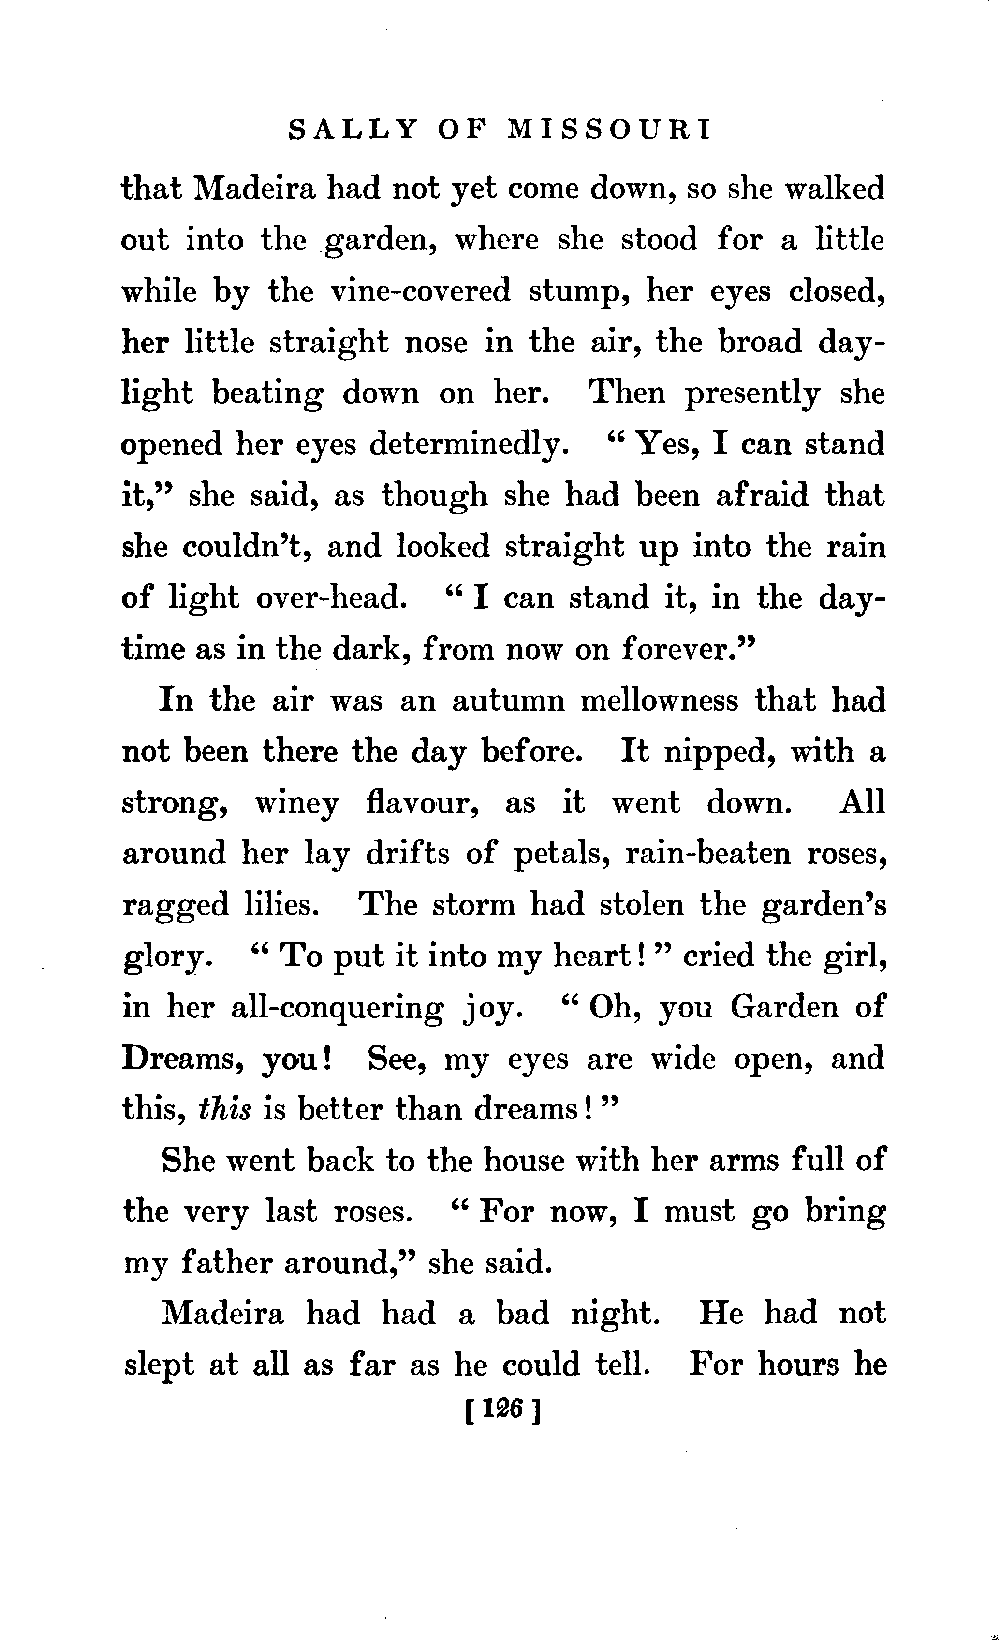 SALLY OF MISSOURI
that Madeira had not yet come down, so she walked
out into the garden, where she stood for a little
while by the vine-covered stump, her eyes closed,
her little straight nose in the air, the broad day-
light beating down on her. Then presently she
opened her eyes determinedly. “ Yes, I can stand
it,” she said, as though she had been afraid that
she couldn’t, and looked straight up into the rain
of light over-head. “ I can stand it, in the day-
time as in the dark, from now on forever.”
In the air was an autumn mellowness that had
not been there the day before. It nipped, with a
strong, winey flavour, as it went down. All
around her lay drifts of petals, rain-beaten roses,
ragged lilies. The storm had stolen the garden’s
glory. “ To put it into my heart! ” cried the girl,
in her all-conquering joy. “ Oh, you Garden of
Dreams, you! See, my eyes are wide open, and
this, this is better than dreams! ”
She went back to the house with her arms full of
the very last roses. “ For now, I must go bring
my father around,” she said.
Madeira had had a bad night. He had not
slept at all as far as he could tell. For hours he
[ 126 ]